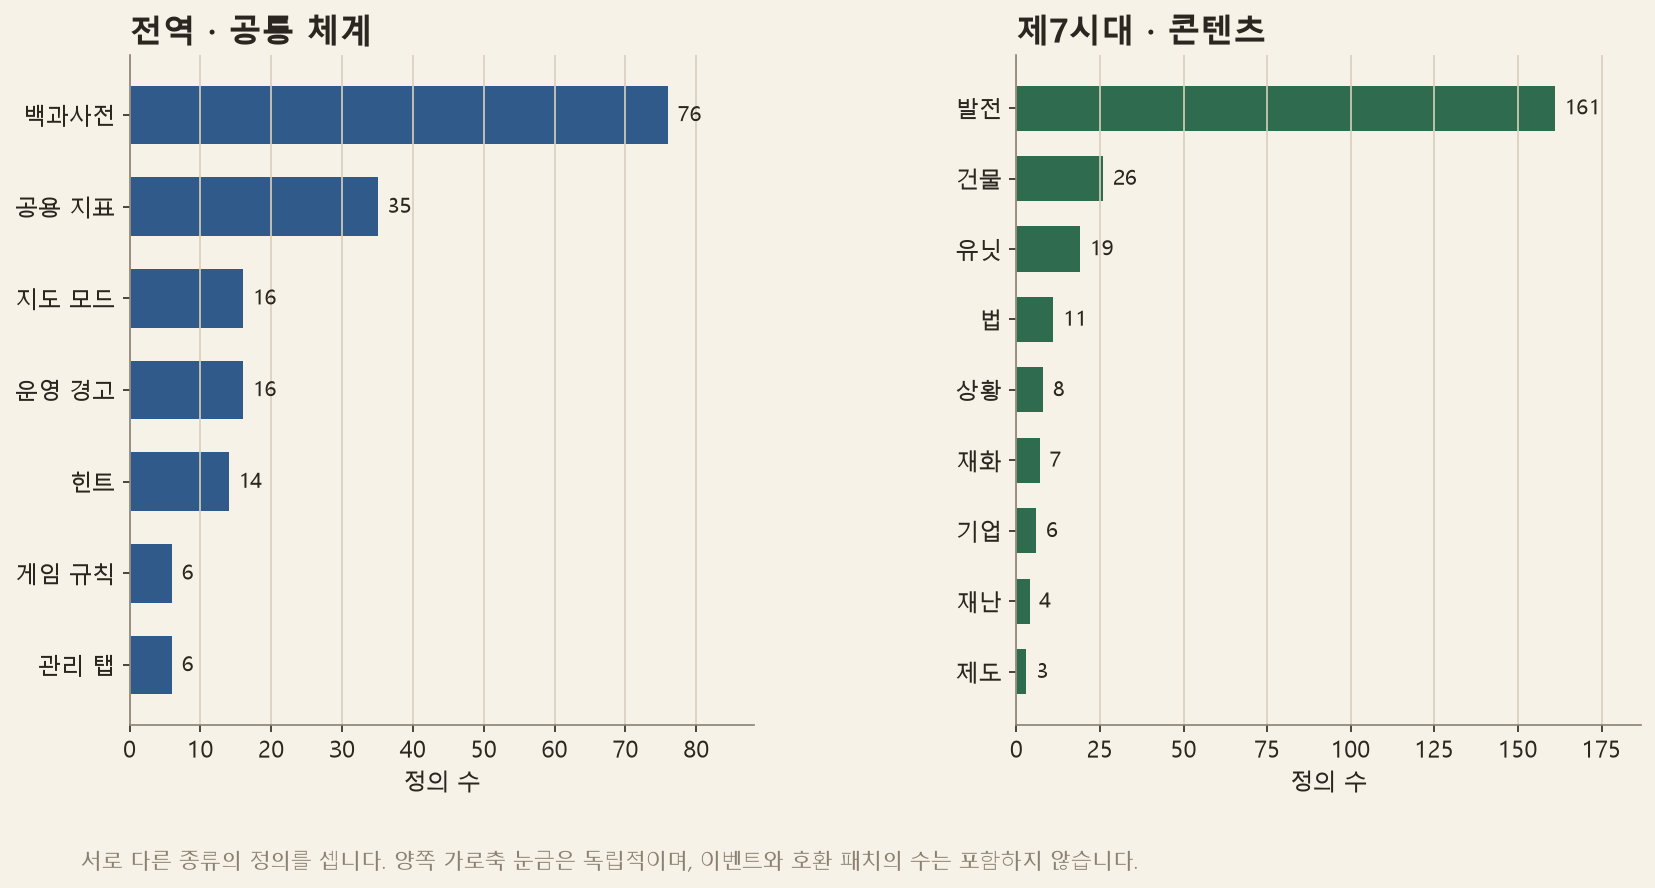 전역 · 공통 체계
백과사전 76
공용 지표 35
지도 모드 16
운영 경고 16
힌트 14
게임 규칙 6
관리 탭 6
0 10 20 30 40 50 60 70 80
정의 수
제7시대 · 콘텐츠
발전 161
건물 26
유닛 19
법 11
상황 8
재화 7
기업 6
재난 4
제도 3
0 25 50 75 100 125 150 175
정의 수
서로 다른 종류의 정의를 셉니다. 양쪽 가로축 눈금은 독립적이며, 이벤트와 호환 패치의 수는 포함하지 않습니다.